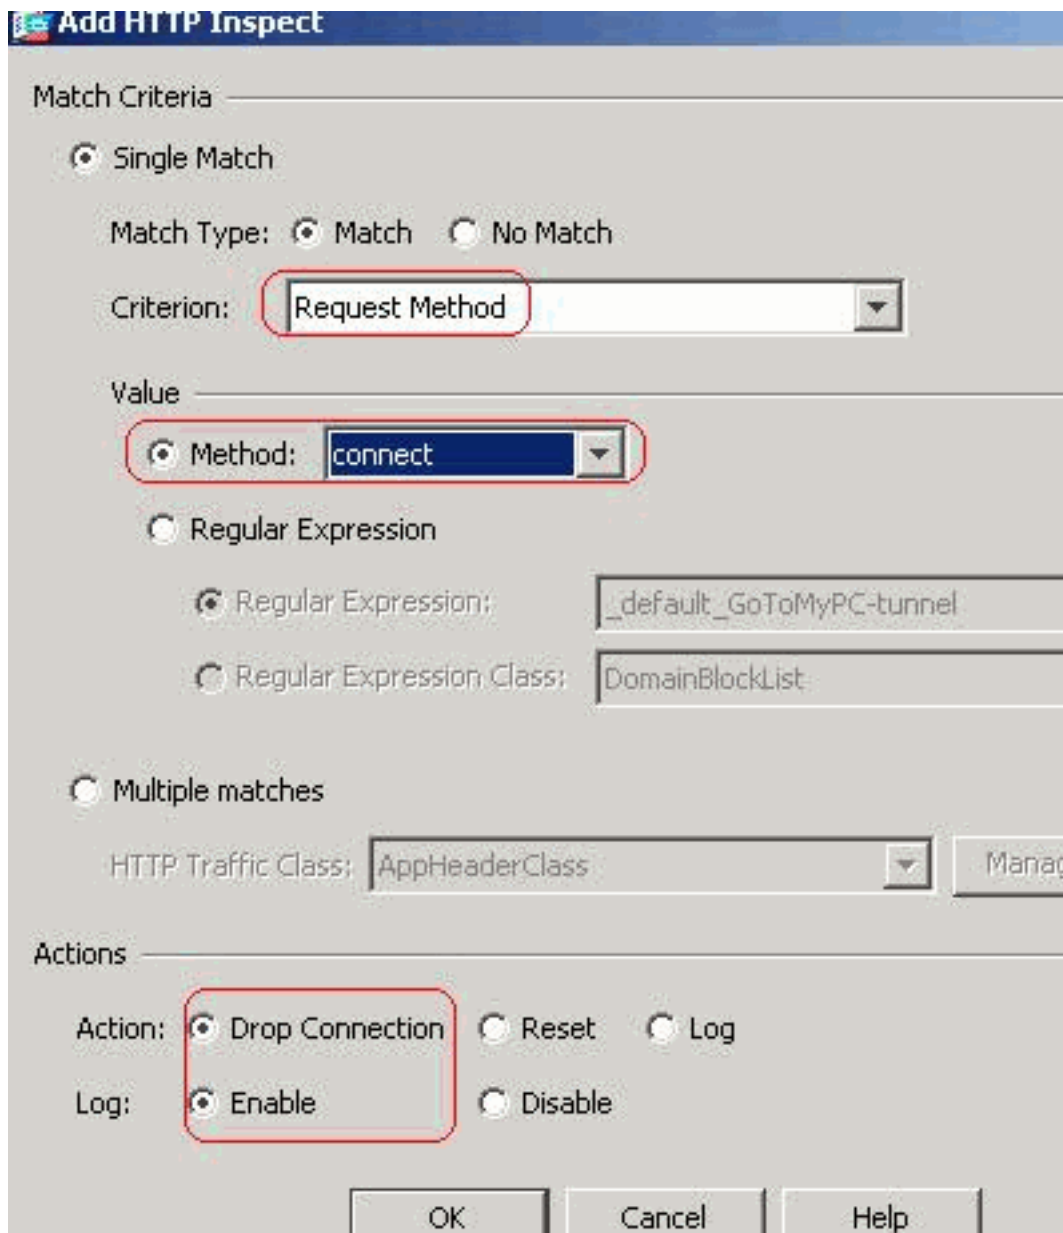 Add HTTP Inspect
Match Criteria
Single Match
Match Type: Match No Match
Criterion: Request Method
Value
Method: connect
Regular Expression
Regular Expression: _default_GoToMyPC-tunnel
Regular Expression Class: DomainBlockList
Multiple matches
HTTP Traffic Class: AppHeaderClass Manag
Actions
Action: Drop Connection Reset Log
Log: Enable Disable
OK Cancel Help